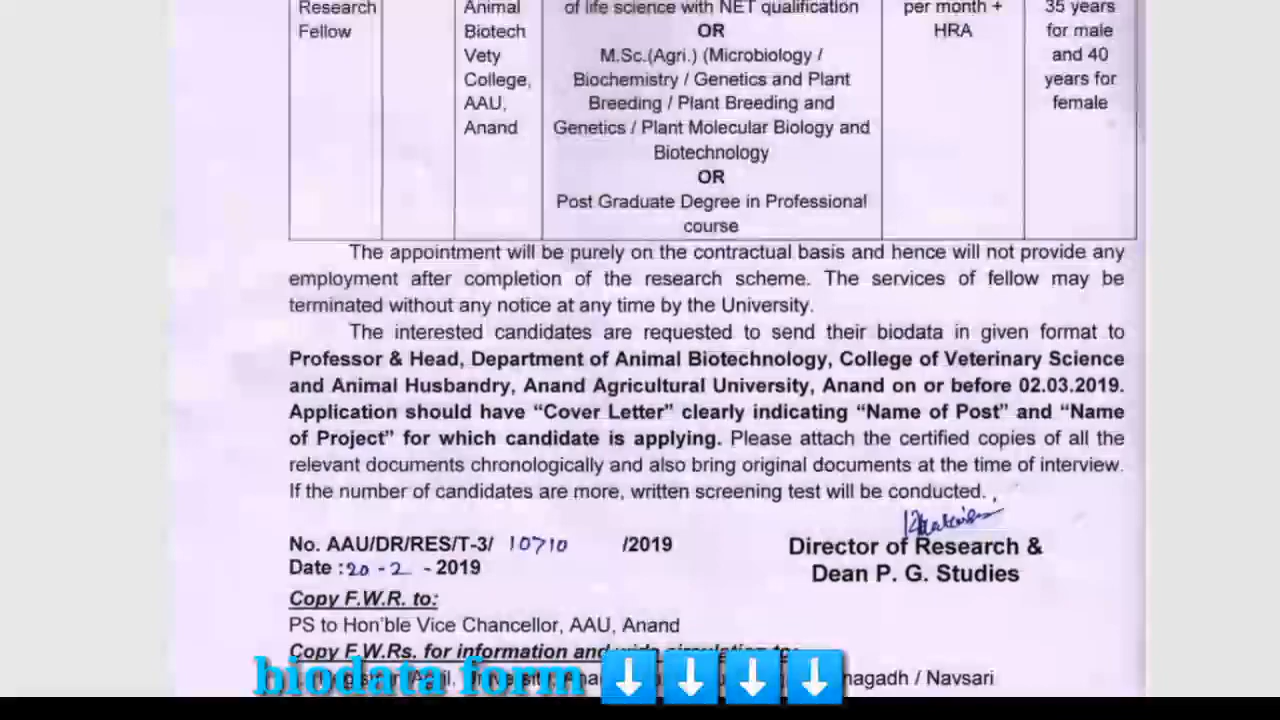 Research
Fellow
Animal
Biotech
Vety
College,
AAU,
Anand
of life science with NET qualification
OR
M.Sc.(Agri.) (Microbiology /
Biochemistry / Genetics and Plant
Breeding / Plant Breeding and
Genetics / Plant Molecular Biology and
Biotechnology
OR
Post Graduate Degree in Professional
course
per month +
HRA
35 years
for male
and 40
years for
female
The appointment will be purely on the contractual basis and hence will not provide any
employment after completion of the research scheme. The services of fellow may be
terminated without any notice at any time by the University.
The interested candidates are requested to send their biodata in given format to
Professor & Head, Department of Animal Biotechnology, College of Veterinary Science
and Animal Husbandry, Anand Agricultural University, Anand on or before 02.03.2019.
Application should have “Cover Letter” clearly indicating “Name of Post” and “Name
of Project” for which candidate is applying. Please attach the certified copies of all the
relevant documents chronologically and also bring original documents at the time of interview.
If the number of candidates are more, written screening test will be conducted.
No. AAU/DR/RES/T-3/ 10710 /2019
Date :20-2-2019
Director of Research &
Dean P. G. Studies
Copy F.W.R. to:
PS to Hon'ble Vice Chancellor, AAU, Anand
Copy F.W.Rs. for information and
/ Navsari
biodata form